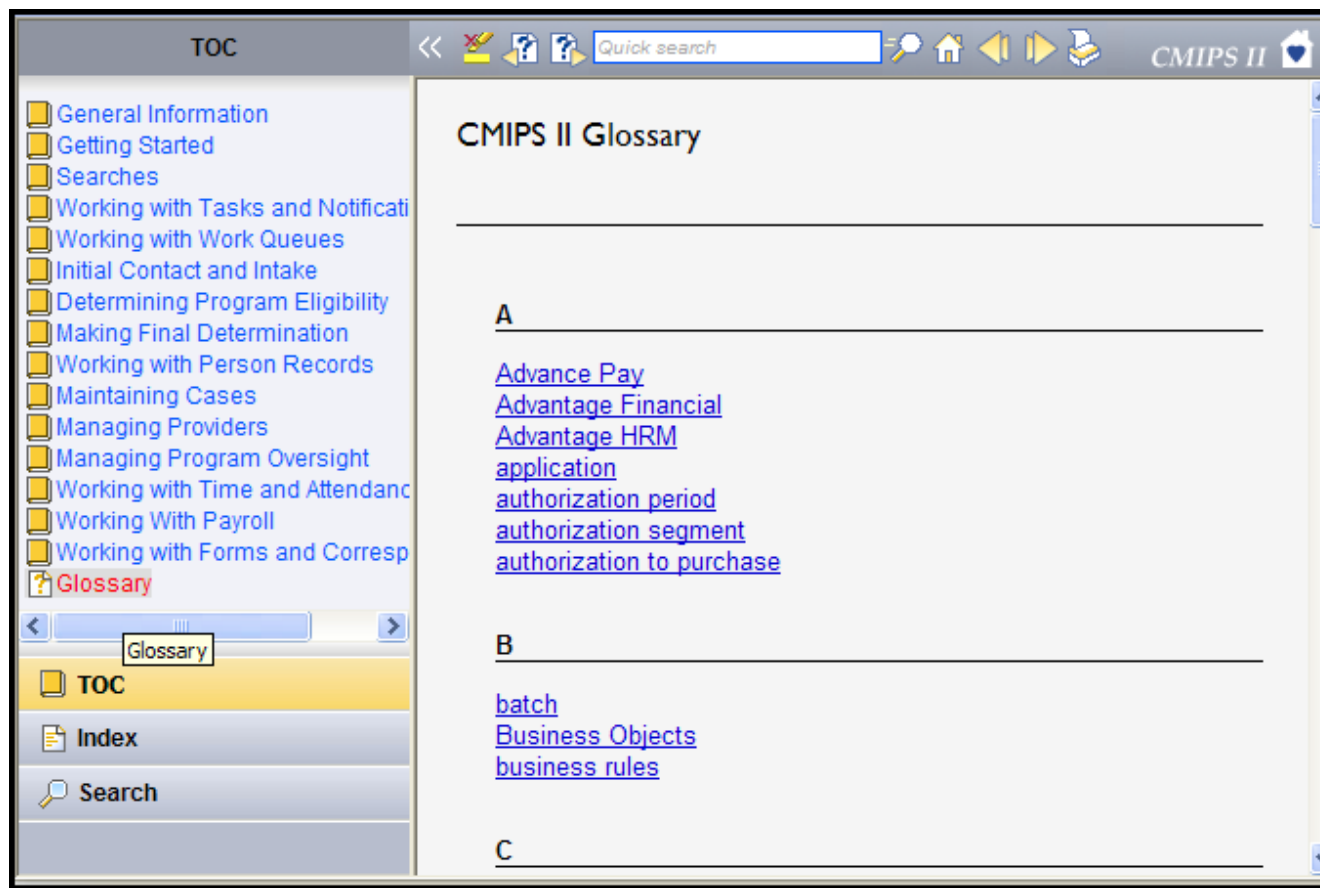 TOC
Quick search
CMIPS II
General Information
Getting Started
Searches
Working with Tasks and Notificati
Working with Work Queues
Initial Contact and Intake
Determining Program Eligibility
Making Final Determination
Working with Person Records
Maintaining Cases
Managing Providers
Managing Program Oversight
Working with Time and Attendanc
Working With Payroll
Working with Forms and Corresp
Glossary
Glossary
TOC
Index
Search
CMIPS II Glossary
A
Advance Pay
Advantage Financial
Advantage HRM
application
authorization period
authorization segment
authorization to purchase
B
batch
Business Objects
business rules
C